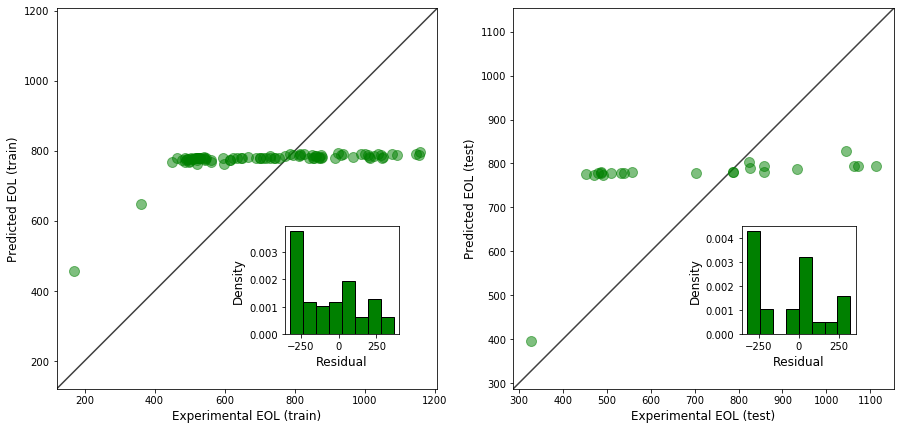 1200
1000
800
600
400
200
Predicted EOL (train)
200 400 600 800 1000 1200
Experimental EOL (train)
0.003
0.002
0.001
0.000
Density
−250 0 250
Residual
1100
1000
900
800
700
600
500
400
300
Predicted EOL (test)
300 400 500 600 700 800 900 1000 1100
Experimental EOL (test)
0.004
0.003
0.002
0.001
0.000
Density
−250 0 250
Residual